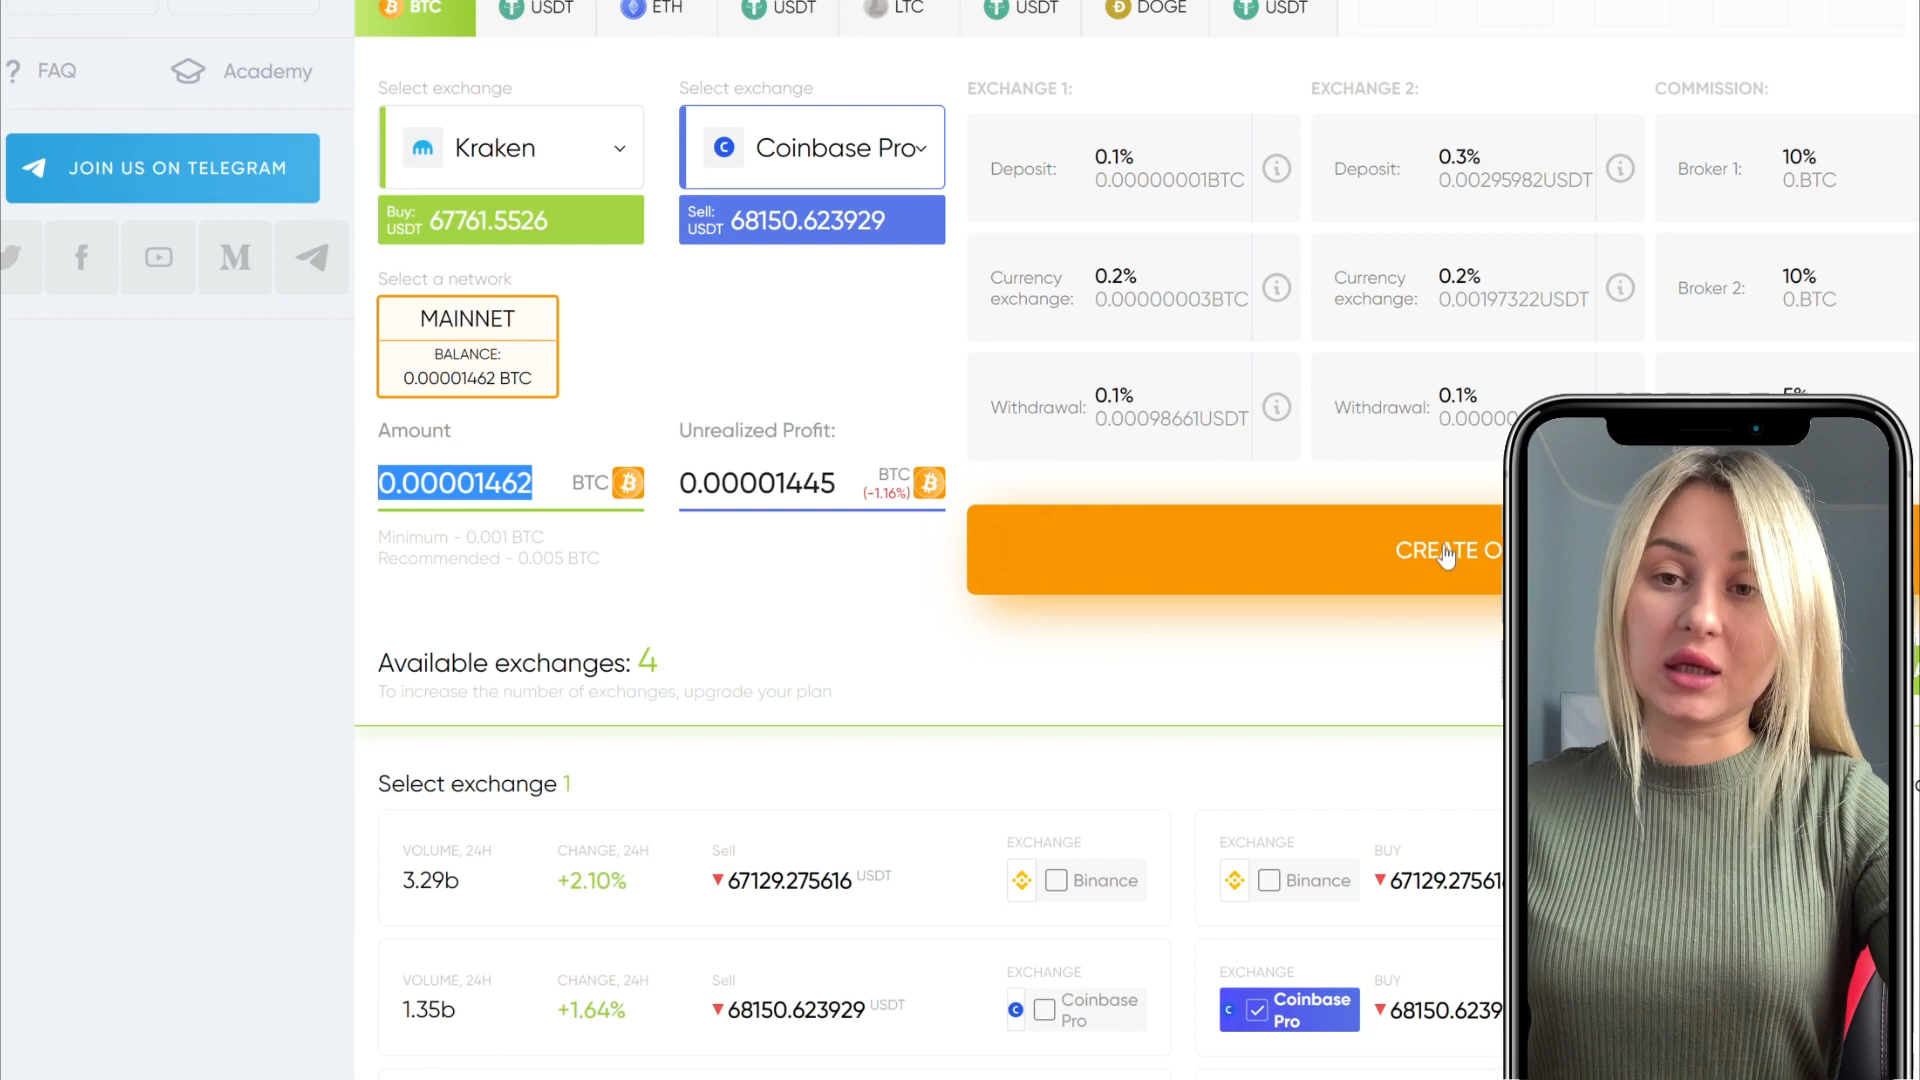 BTC
USDT
ETH
USDT
LTC
USDT
DOGE
USDT
? FAQ
Academy
JOIN US ON TELEGRAM
Select exchange
Kraken
Buy:
USDT
67761.5526
Select exchange
Coinbase Pro
Sell:
USDT
68150.623929
Select a network
MAINNET
BALANCE:
0.00001462 BTC
Amount
0.00001462
BTC
Minimum - 0.001 BTC
Recommended - 0.005 BTC
Unrealized Profit:
0.00001445
BTC
(-1.16%)
EXCHANGE 1:
Deposit:
0.1%
0.00000001BTC
Currency
exchange:
0.2%
0.00000003BTC
Withdrawal:
0.1%
0.00098661USDT
EXCHANGE 2:
Deposit:
0.3%
0.00295982USDT
Currency
exchange:
0.2%
0.00197322USDT
Withdrawal:
0.1%
0.0000
COMMISSION:
Broker 1:
10%
0.BTC
Broker 2:
10%
0.BTC
CREATE O
Available exchanges: 4
To increase the number of exchanges, upgrade your plan
Select exchange 1
VOLUME, 24H
3.29b
CHANGE, 24H
+2.10%
Sell
67129.275616 USDT
EXCHANGE
Binance
EXCHANGE
Binance
BUY
67129.27561
VOLUME, 24H
1.35b
CHANGE, 24H
+1.64%
Sell
68150.623929 USDT
EXCHANGE
Coinbase
Pro
EXCHANGE
Coinbase
Pro
BUY
68150.6239